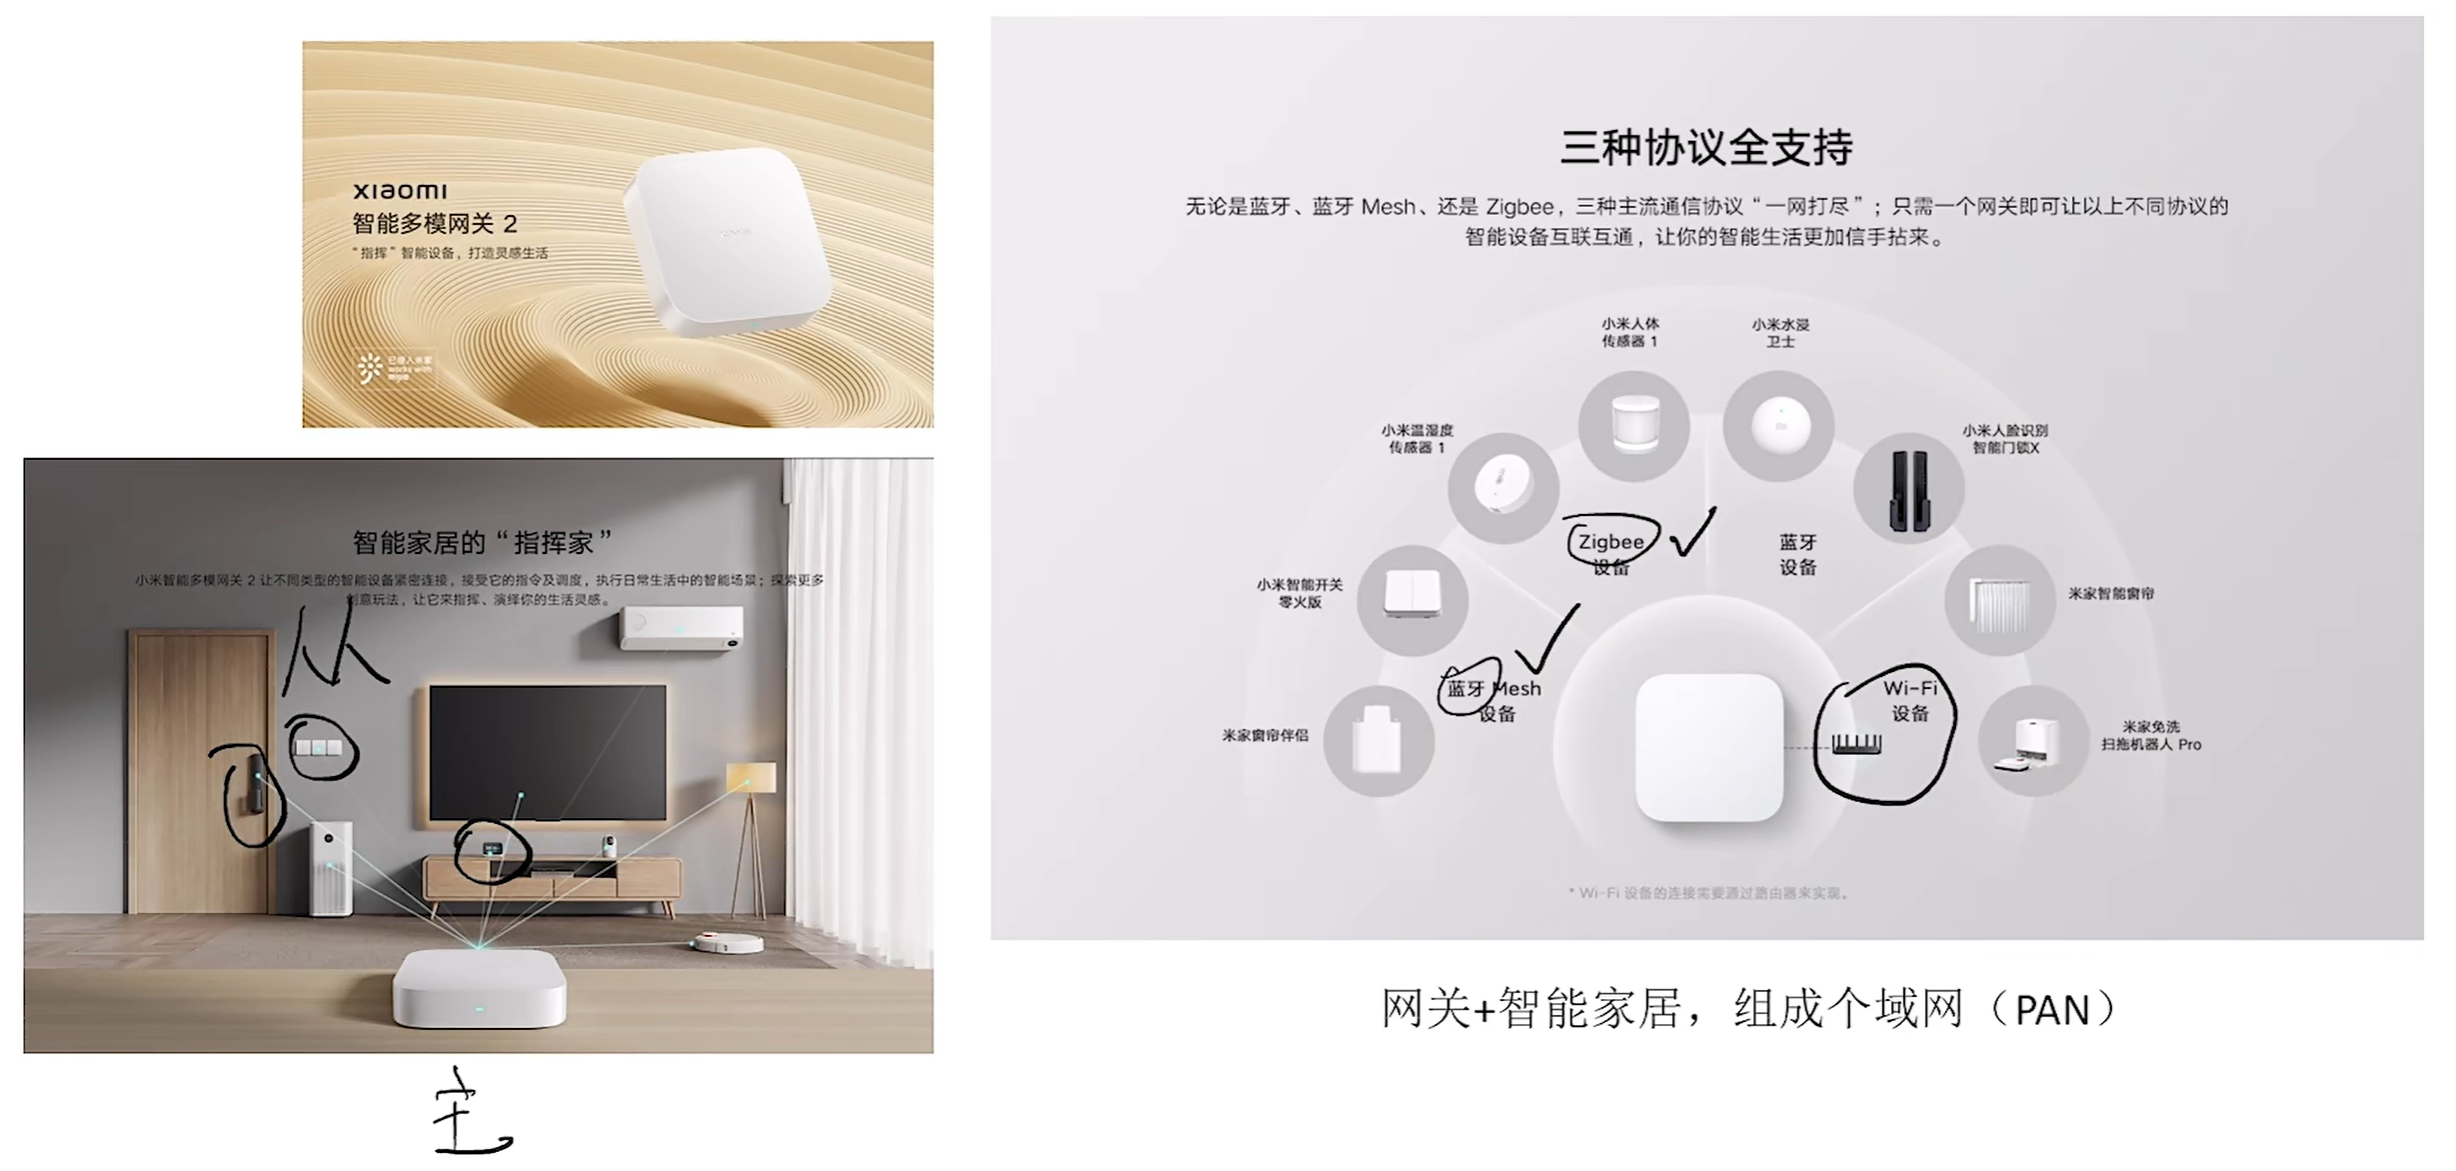 xiaomi
智能多模网关 2
“指挥”智能设备，打造灵感生活
已接入米家
works with
mijia
智能家居的“指挥家”
小米智能多模网关 2 让不同类型的智能设备紧密连接，接受它的指令及调度，执行日常生活中的智能场景；探索更多
创意玩法，让它来指挥、演绎你的生活灵感。
从
主
三种协议全支持
无论是蓝牙、蓝牙 Mesh、还是 Zigbee，三种主流通信协议“一网打尽”；只需一个网关即可让以上不同协议的
智能设备互联互通，让你的智能生活更加信手拈来。
小米人体
传感器 1
小米水浸
卫士
小米温湿度
传感器 1
小米人脸识别
智能门锁X
Zigbee
设备
蓝牙
设备
小米智能开关
零火版
米家智能窗帘
蓝牙 Mesh
设备
Wi-Fi
设备
米家窗帘伴侣
米家免洗
扫拖机器人 Pro
* Wi-Fi 设备的连接需要通过路由器来实现。
网关+智能家居，组成个域网（PAN）